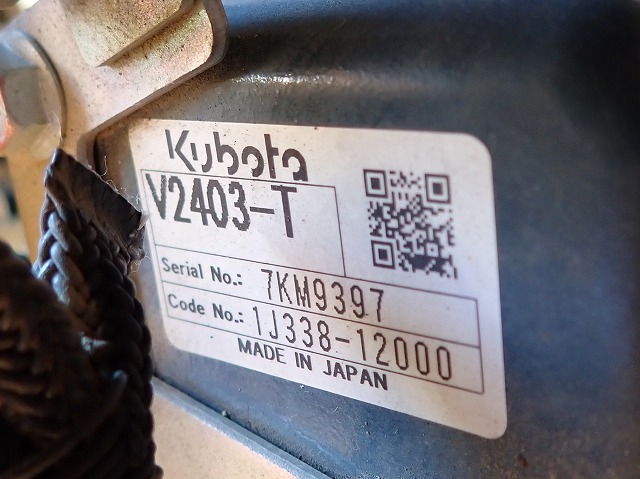 Kubota
V2403-T
Serial No.: 7KM9397
Code No.: 1J338-12000
MADE IN JAPAN